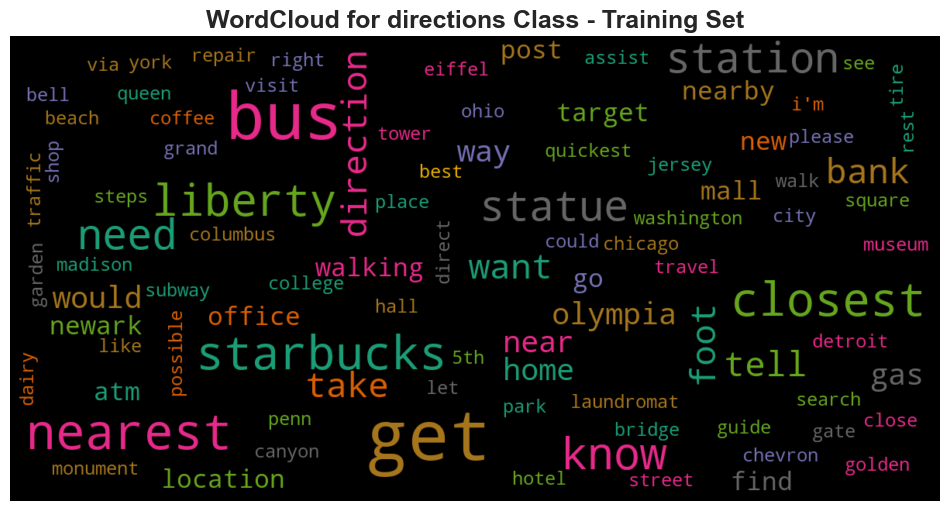 WordCloud for directions Class - Training Set
via york repair right eiffel post assist station see
bell queen visit bus direction ohio target nearby i'm tire
beach coffee tower way quickest new please rest
traffic shop grand best jersey bank
steps liberty place statue mall walk square
need columbus direct could chicago washington city museum
garden madison subway college walking want go travel
would office hall olympia closest
newark like possible starbucks 5th near foot tell detroit
dairy atm take let home gas
nearest penn get park laundromat search close
monument canyon know bridge guide gate chevron golden
location hotel street find